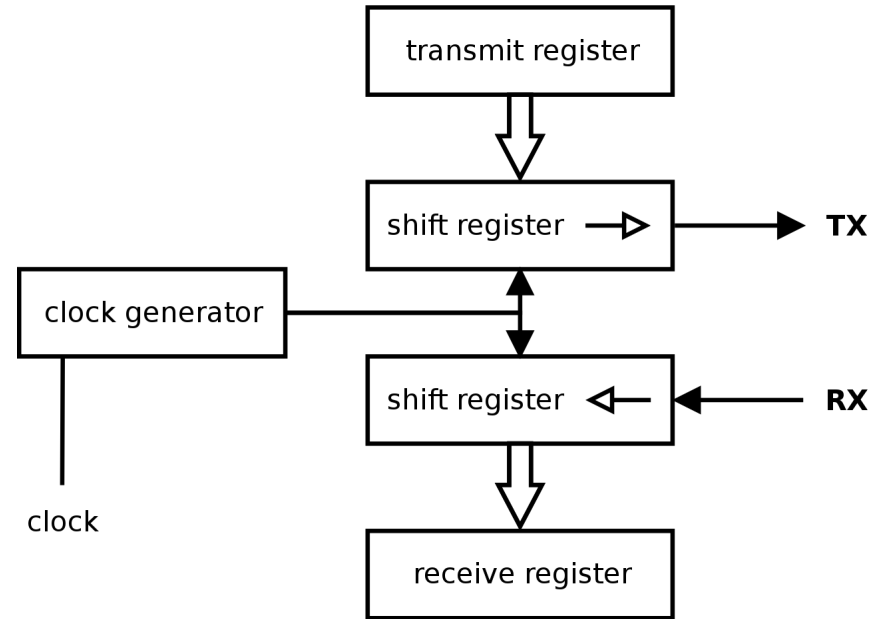 transmit register
shift register
TX
clock generator
shift register
RX
clock
receive register